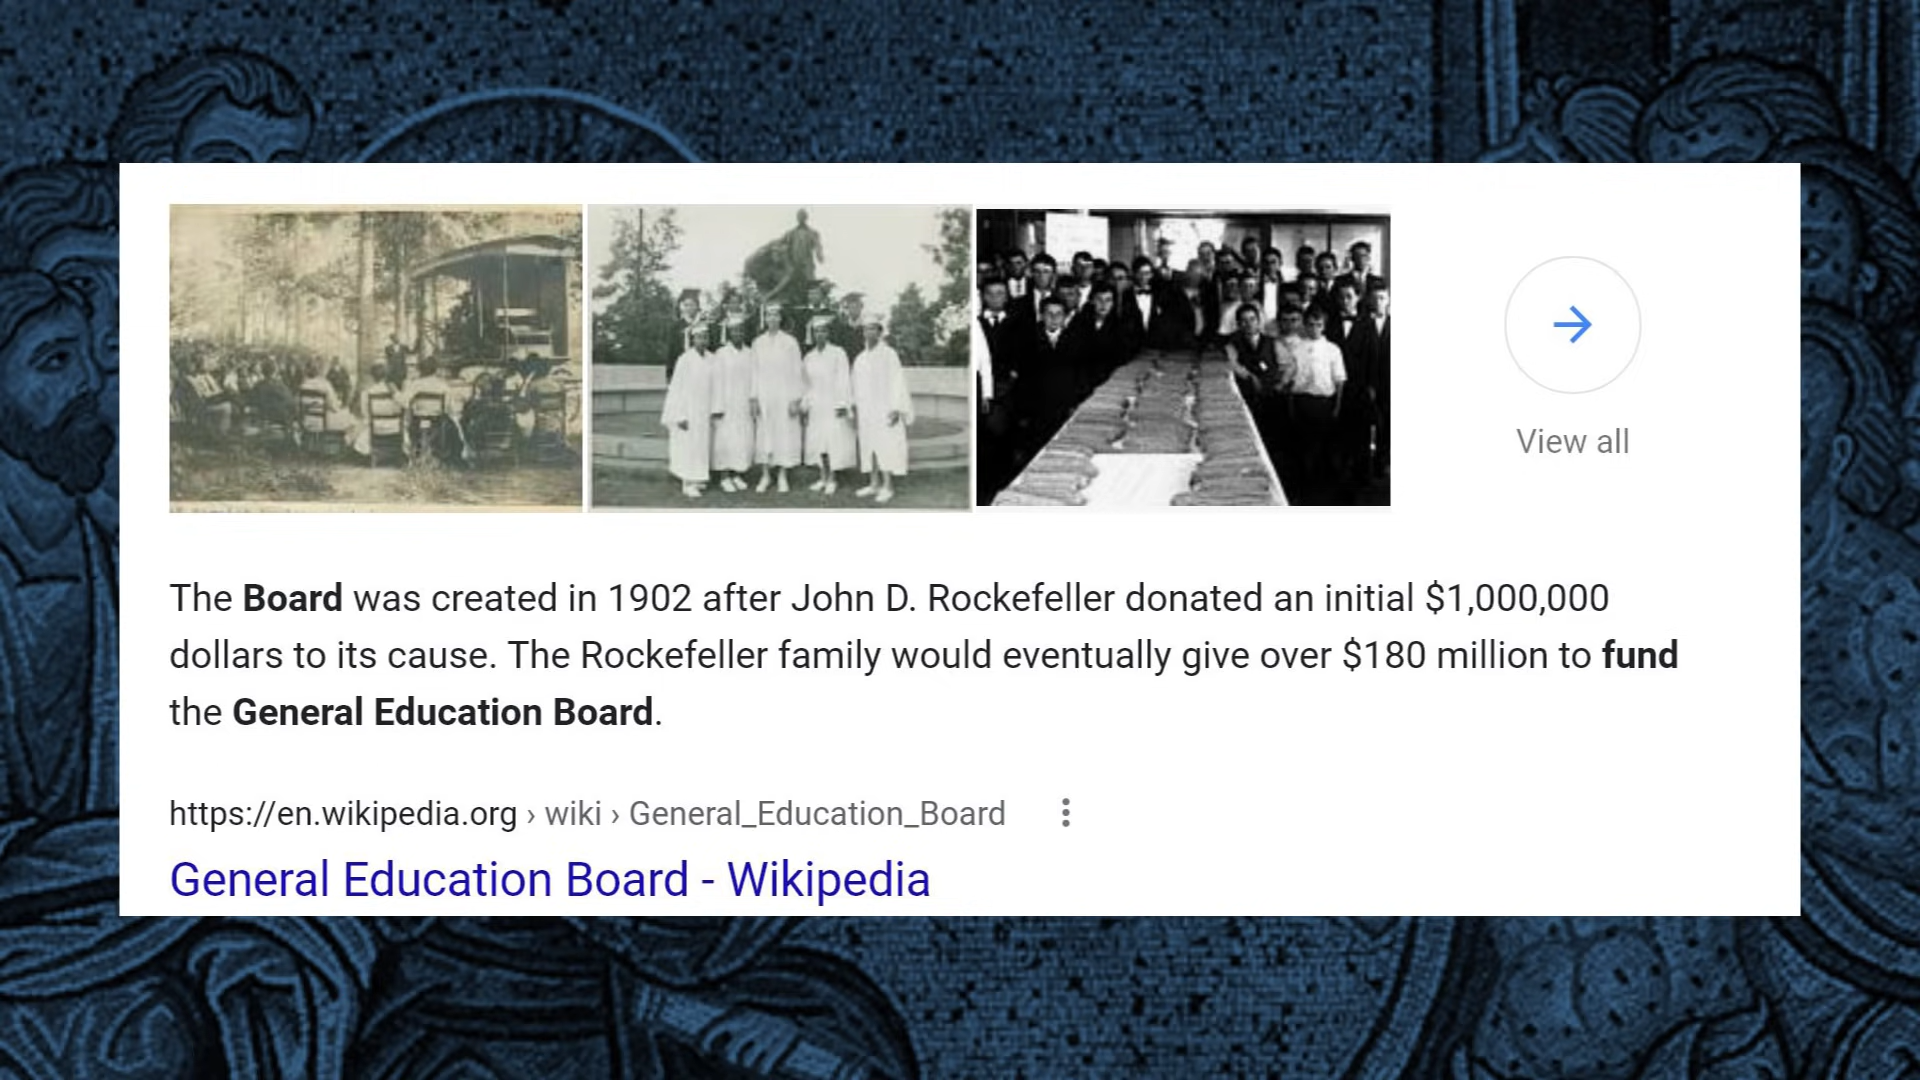 View all
The Board was created in 1902 after John D. Rockefeller donated an initial $1,000,000
dollars to its cause. The Rockefeller family would eventually give over $180 million to fund
the General Education Board.
https://en.wikipedia.org › wiki › General_Education_Board
General Education Board - Wikipedia